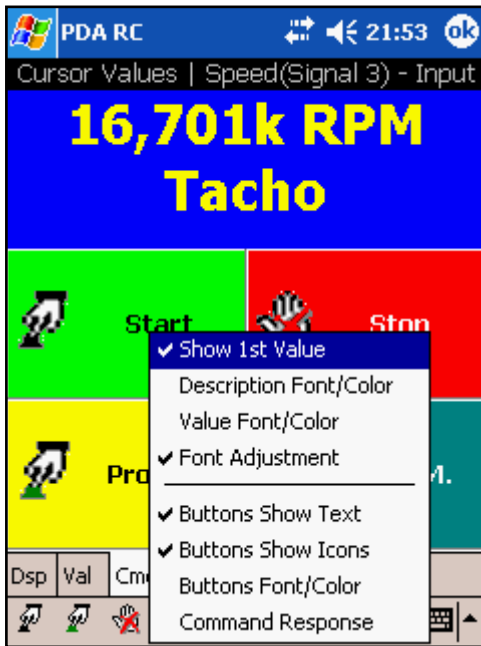 PDA RC 21:53 ok
Cursor Values | Speed(Signal 3) - Input
16,701k RPM
Tacho
Start Stop
Show 1st Value
Description Font/Color
Value Font/Color
Font Adjustment
Buttons Show Text
Buttons Show Icons
Buttons Font/Color
Command Response
Dsp Val